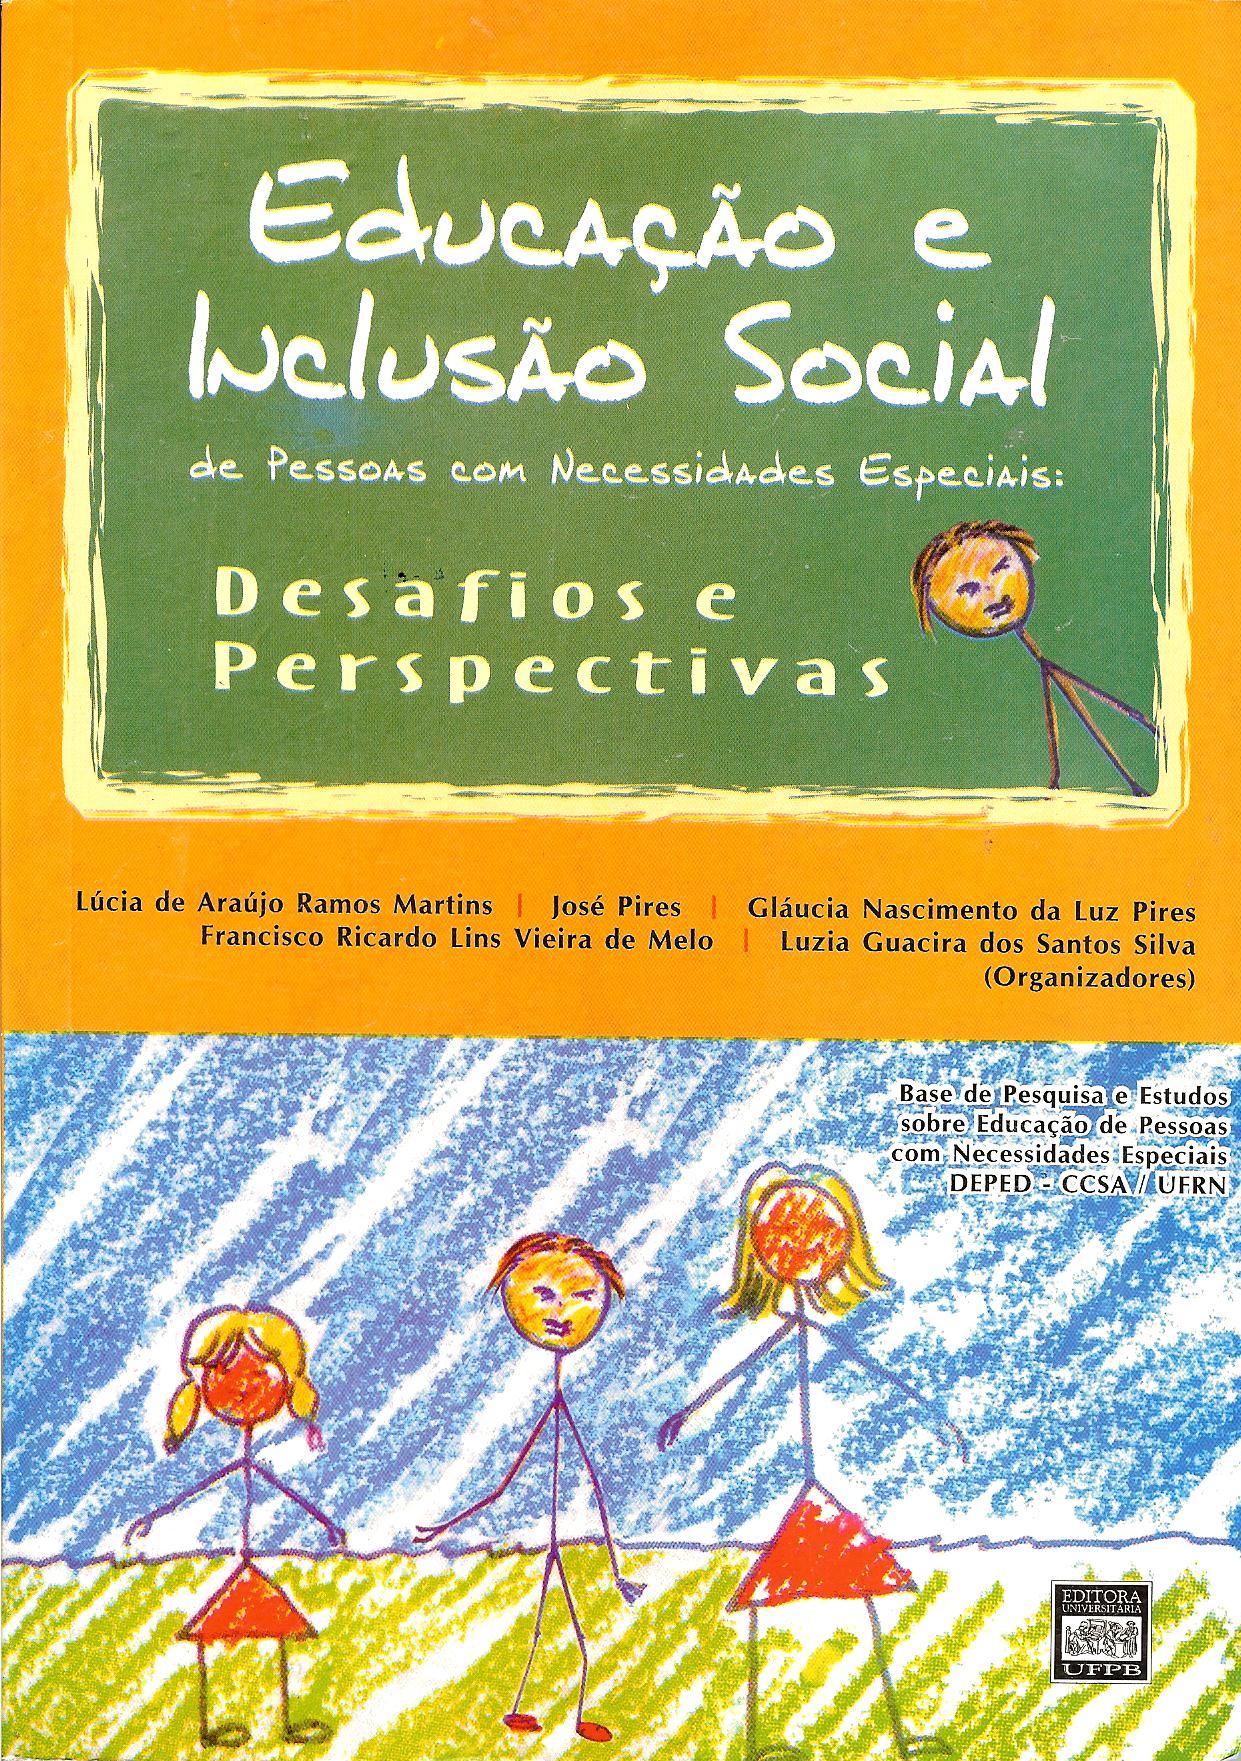 Educação e
Inclusão Social
de Pessoas com Necessidades Especiais:
Desafios e
Perspectivas
Lúcia de Araújo Ramos Martins | José Pires | Gláucia Nascimento da Luz Pires
Francisco Ricardo Lins Vieira de Melo | Luzia Guacira dos Santos Silva
(Organizadores)
Base de Pesquisa e Estudos
sobre Educação de Pessoas
com Necessidades Especiais
DEPED - CCSA / UFRN
EDITORA
UNIVERSITÁRIA
UFPB